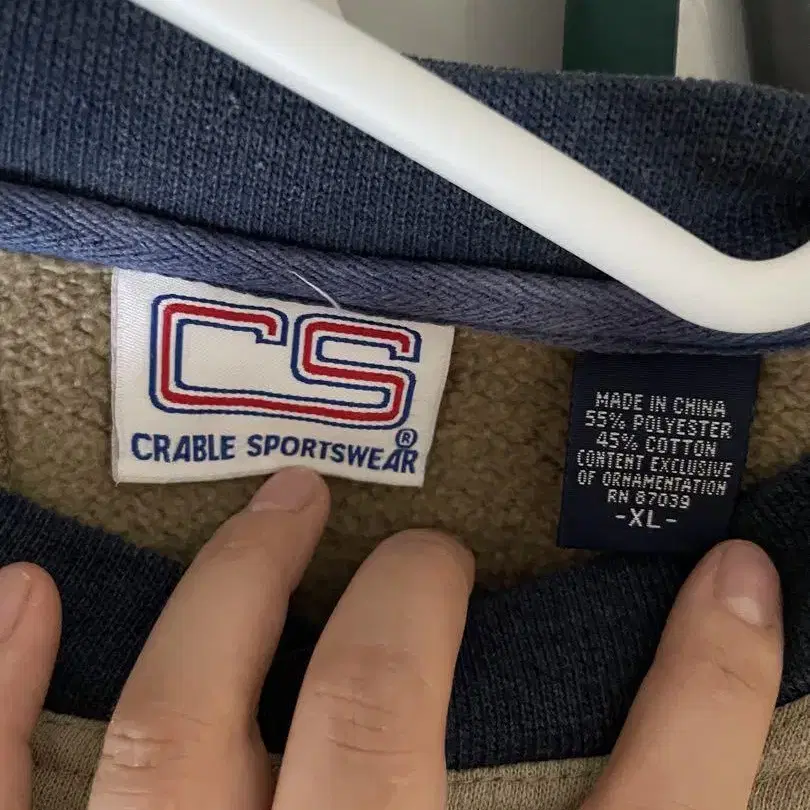 CS
CRABLE SPORTSWEAR®
MADE IN CHINA
55% POLYESTER
45% COTTON
CONTENT EXCLUSIVE
OF ORNAMENTATION
RN 87039
-XL-